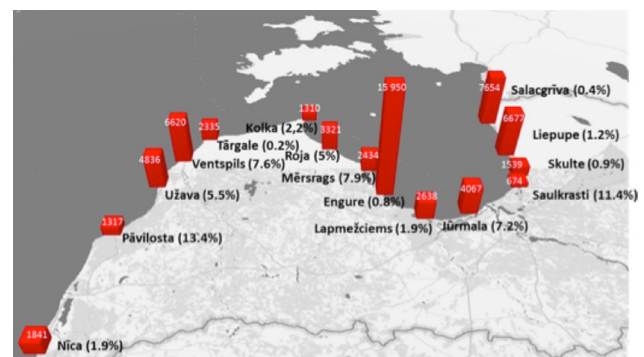 15 950
7654
Salacgrīva (0.4%)
1310
6620
2335
Kolka (2,2%)
3321
6677
Liepupe (1.2%)
Tārgale (0.2%)
4836
Ventspils (7.6%)
Roja (5%)
2434
1539
Skulte (0.9%)
Mērsrags (7.9%)
674
Užava (5.5%)
Engure (0.8%)
2638
4067
Saulkrasti (11.4%)
1317
Lapmežciems (1.9%)
Jūrmala (7.2%)
Pāvilosta (13.4%)
1841
Nīca (1.9%)